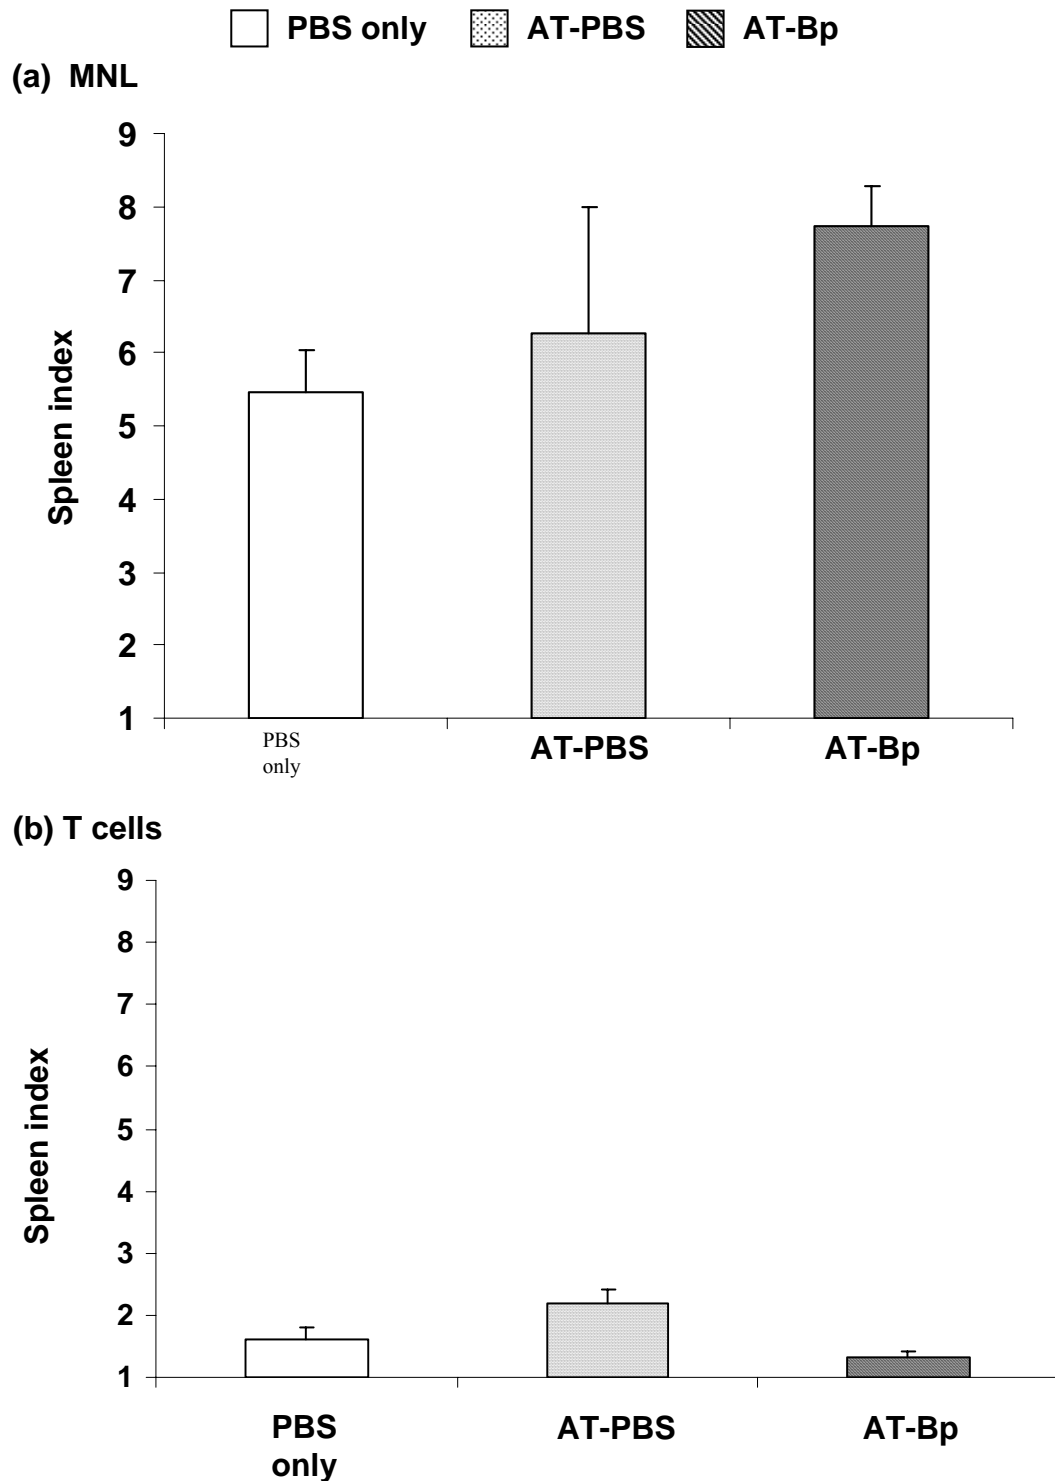 PBS only AT-PBS AT-Bp
(a) MNL
9
8
7
6
5
4
3
2
1
Spleen index
PBS
only
AT-PBS
AT-Bp
(b) T cells
9
8
7
6
5
4
3
2
1
Spleen index
PBS
only
AT-PBS
AT-Bp